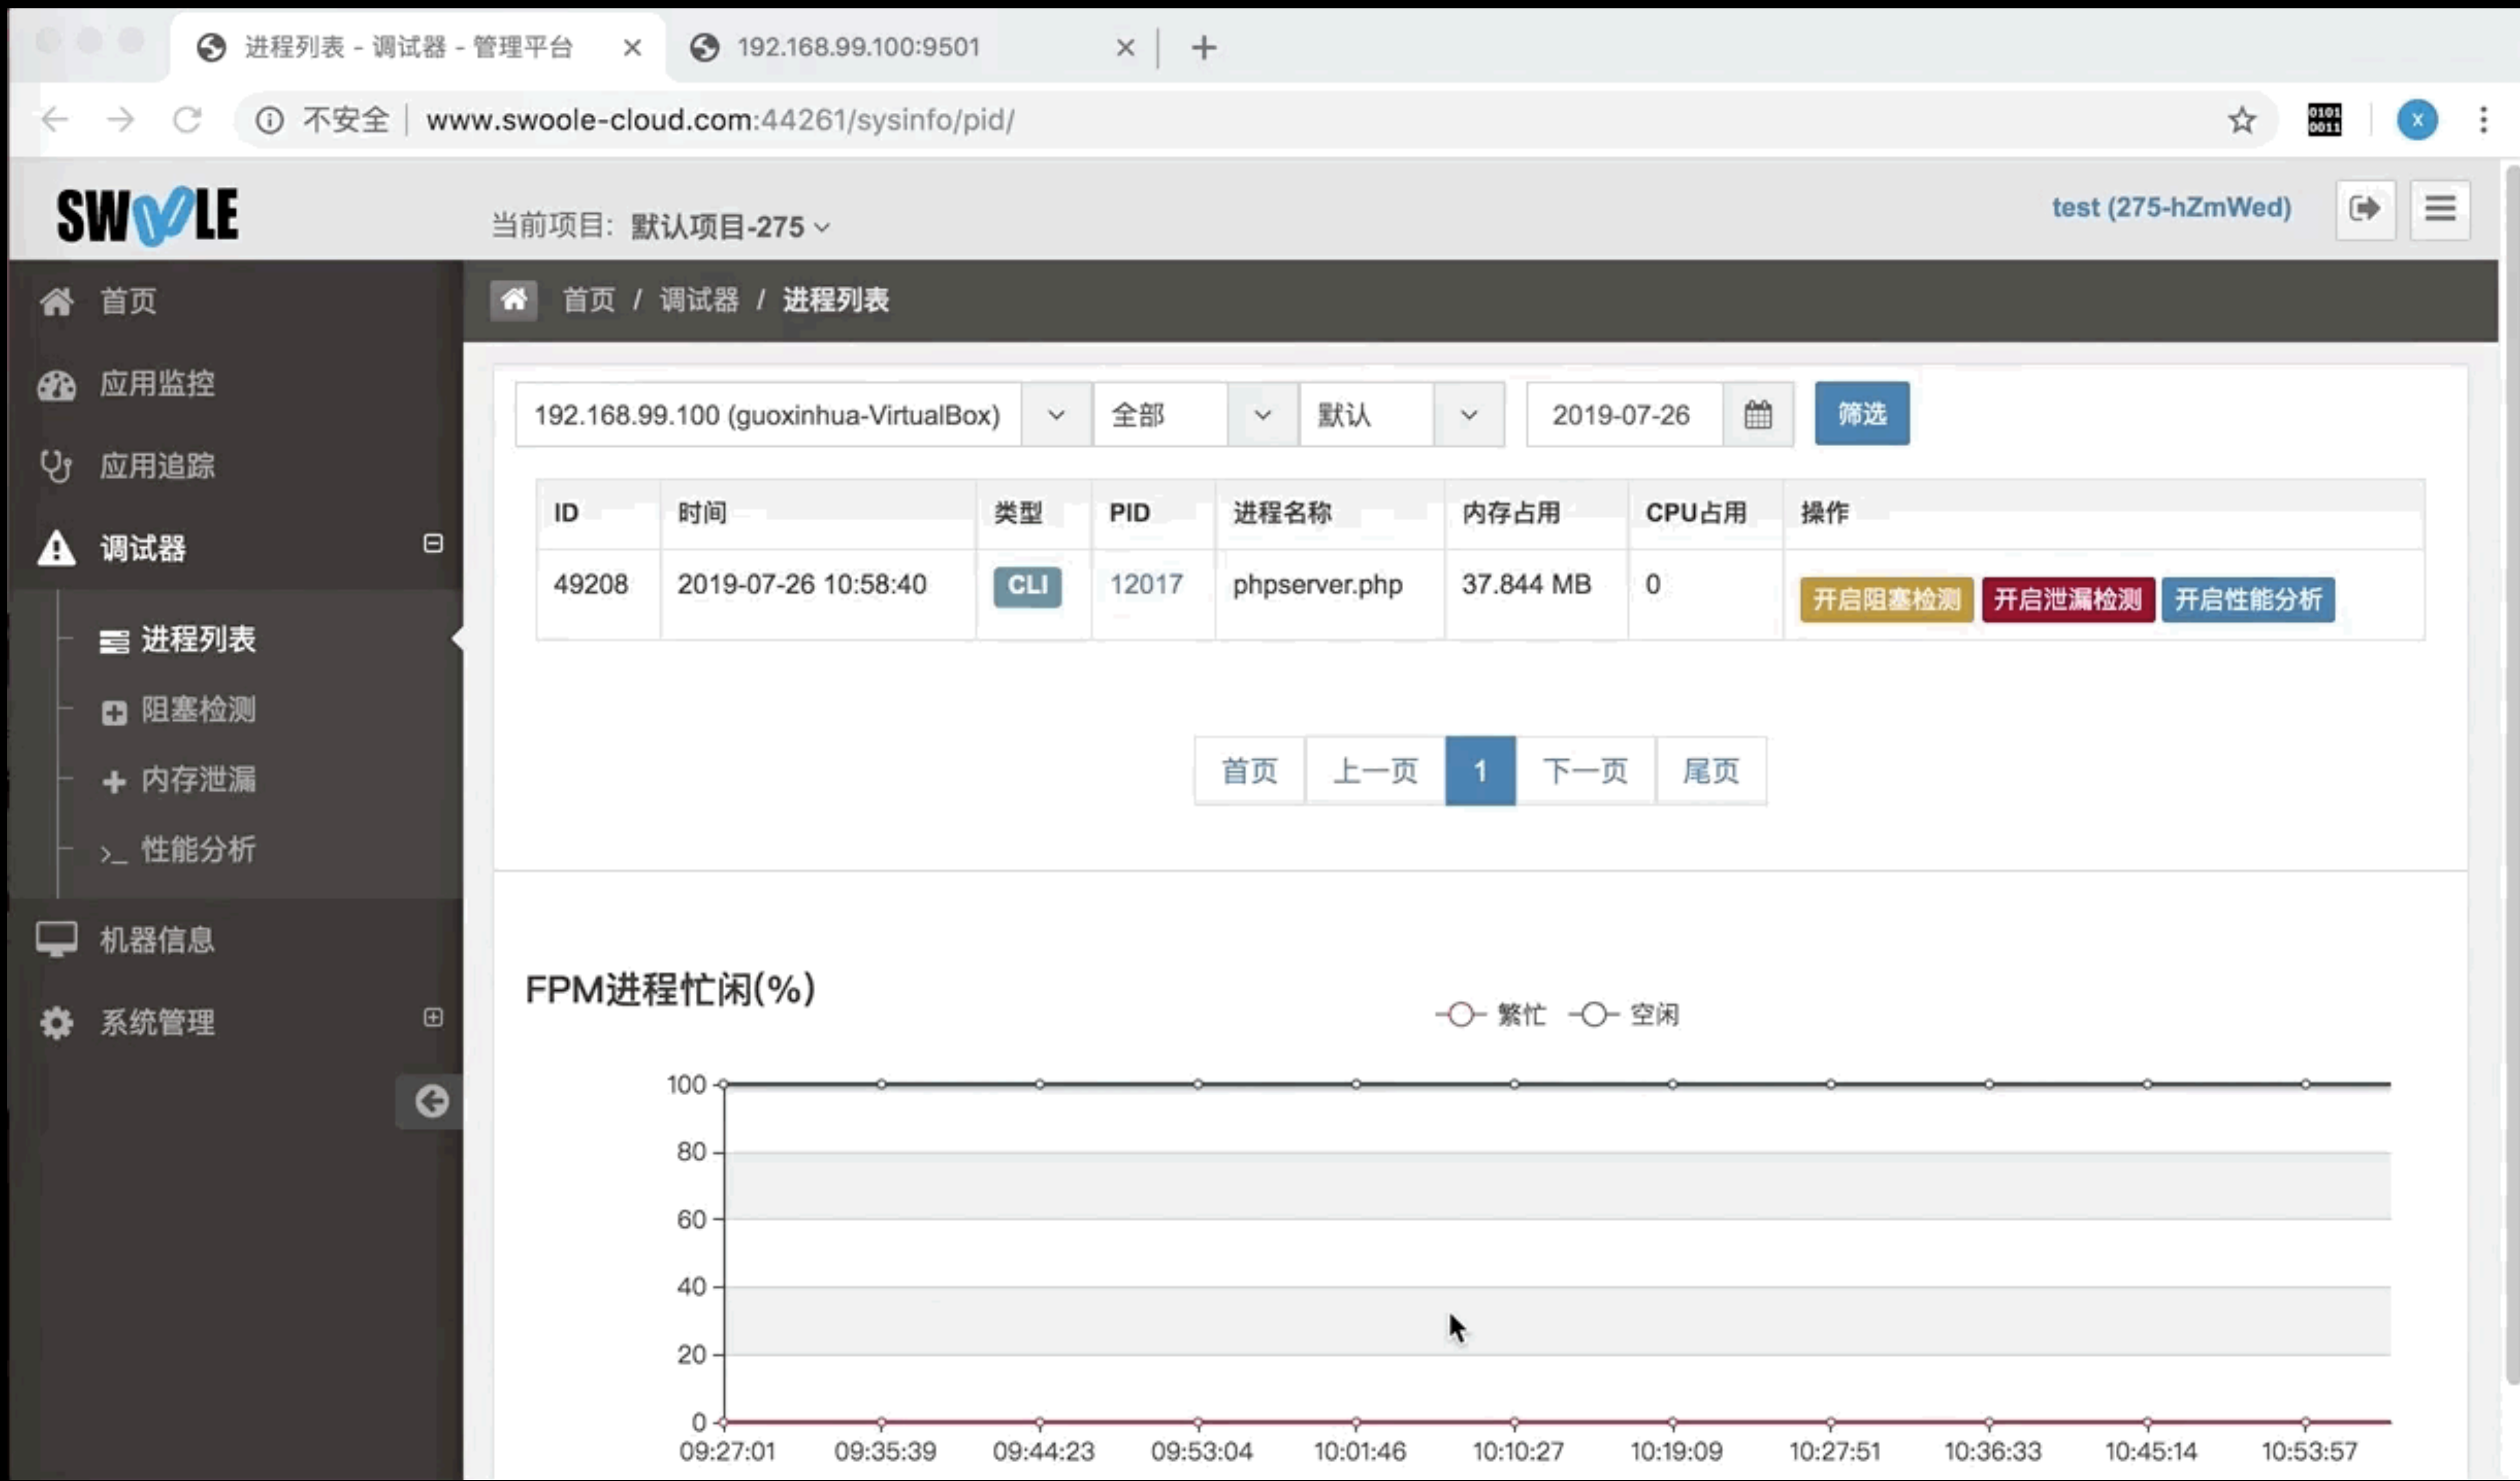 进程列表 - 调试器 - 管理平台 192.168.99.100:9501
不安全 www.swoole-cloud.com:44261/sysinfo/pid/
0101
0011
X
SWOOLE 当前项目: 默认项目-275 test (275-hZmWed)
首页
应用监控
应用追踪
调试器
进程列表
阻塞检测
内存泄漏
>_ 性能分析
机器信息
系统管理
首页 / 调试器 / 进程列表
192.168.99.100 (guoxinhua-VirtualBox) 全部 默认 2019-07-26 筛选
ID 时间 类型 PID 进程名称 内存占用 CPU占用 操作
49208 2019-07-26 10:58:40 CLI 12017 phpserver.php 37.844 MB 0 开启阻塞检测 开启泄漏检测 开启性能分析
首页 上一页 1 下一页 尾页
FPM进程忙闲(%)
繁忙 空闲
100
80
60
40
20
0
09:27:01 09:35:39 09:44:23 09:53:04 10:01:46 10:10:27 10:19:09 10:27:51 10:36:33 10:45:14 10:53:57